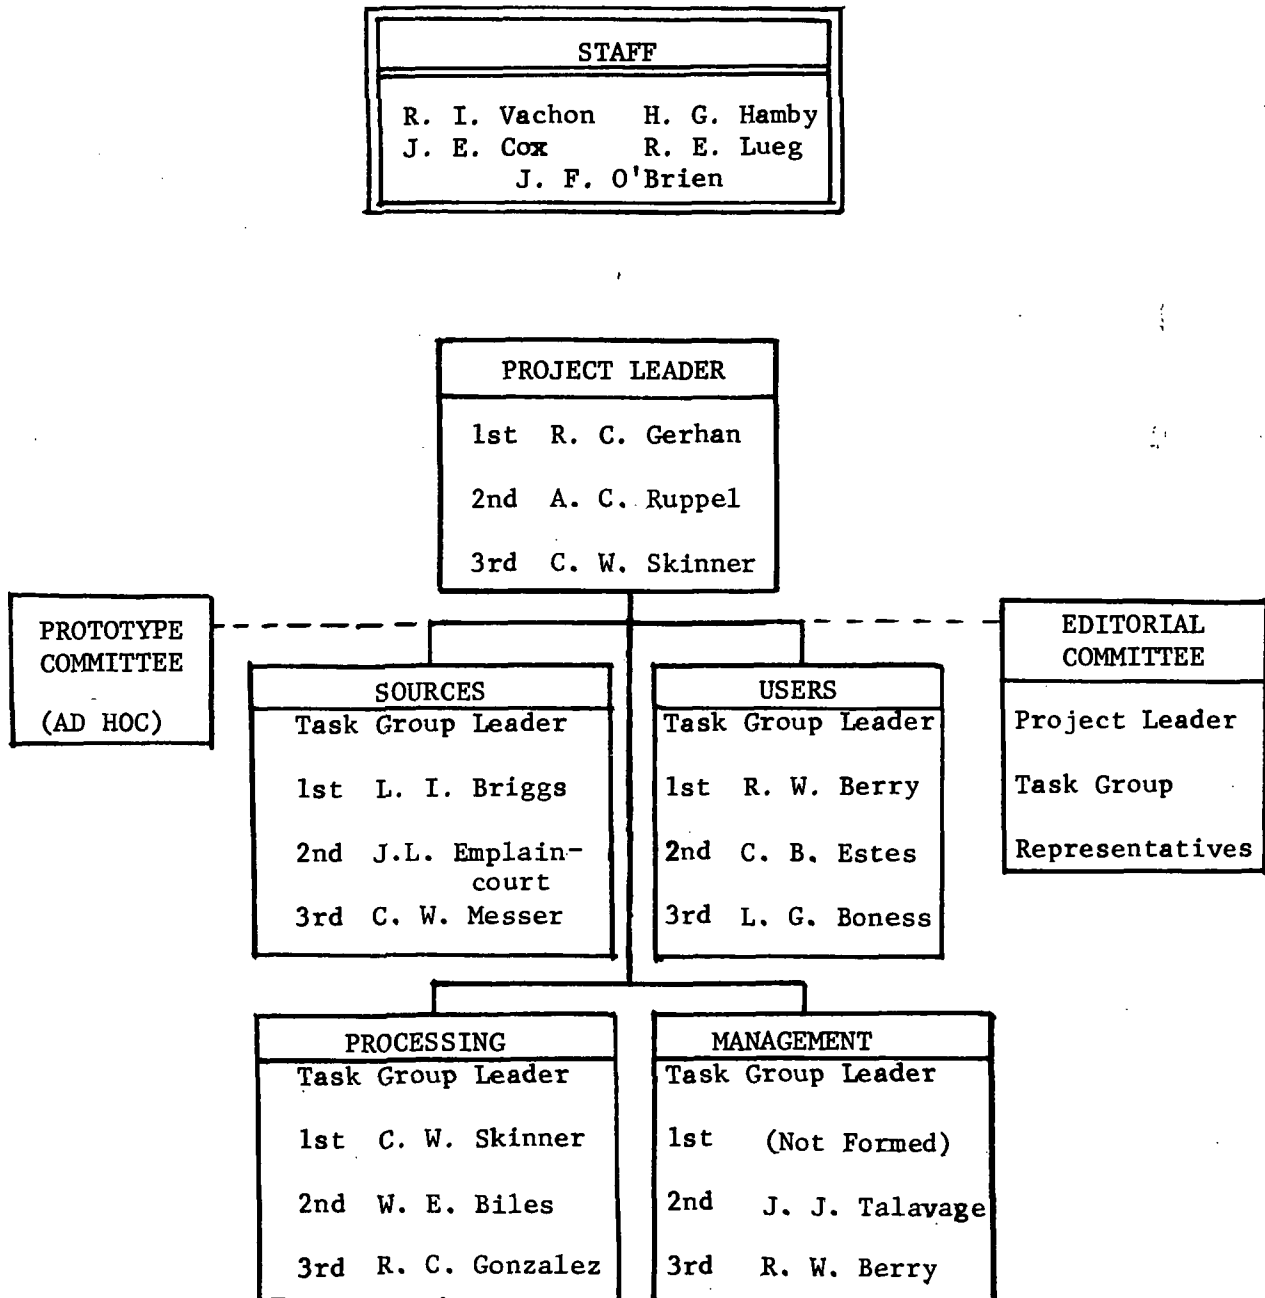 STAFF
R. I. Vachon H. G. Hamby
J. E. Cox R. E. Lueg
J. F. O'Brien
PROJECT LEADER
1st R. C. Gerhan
2nd A. C. Ruppel
3rd C. W. Skinner
PROTOTYPE
COMMITTEE
(AD HOC)
EDITORIAL
COMMITTEE
Project Leader
Task Group
Representatives
SOURCES
Task Group Leader
1st L. I. Briggs
2nd J.L. Emplain-
court
3rd C. W. Messer
USERS
Task Group Leader
1st R. W. Berry
2nd C. B. Estes
3rd L. G. Boness
PROCESSING
Task Group Leader
1st C. W. Skinner
2nd W. E. Biles
3rd R. C. Gonzalez
MANAGEMENT
Task Group Leader
1st (Not Formed)
2nd J. J. Talavage
3rd R. W. Berry